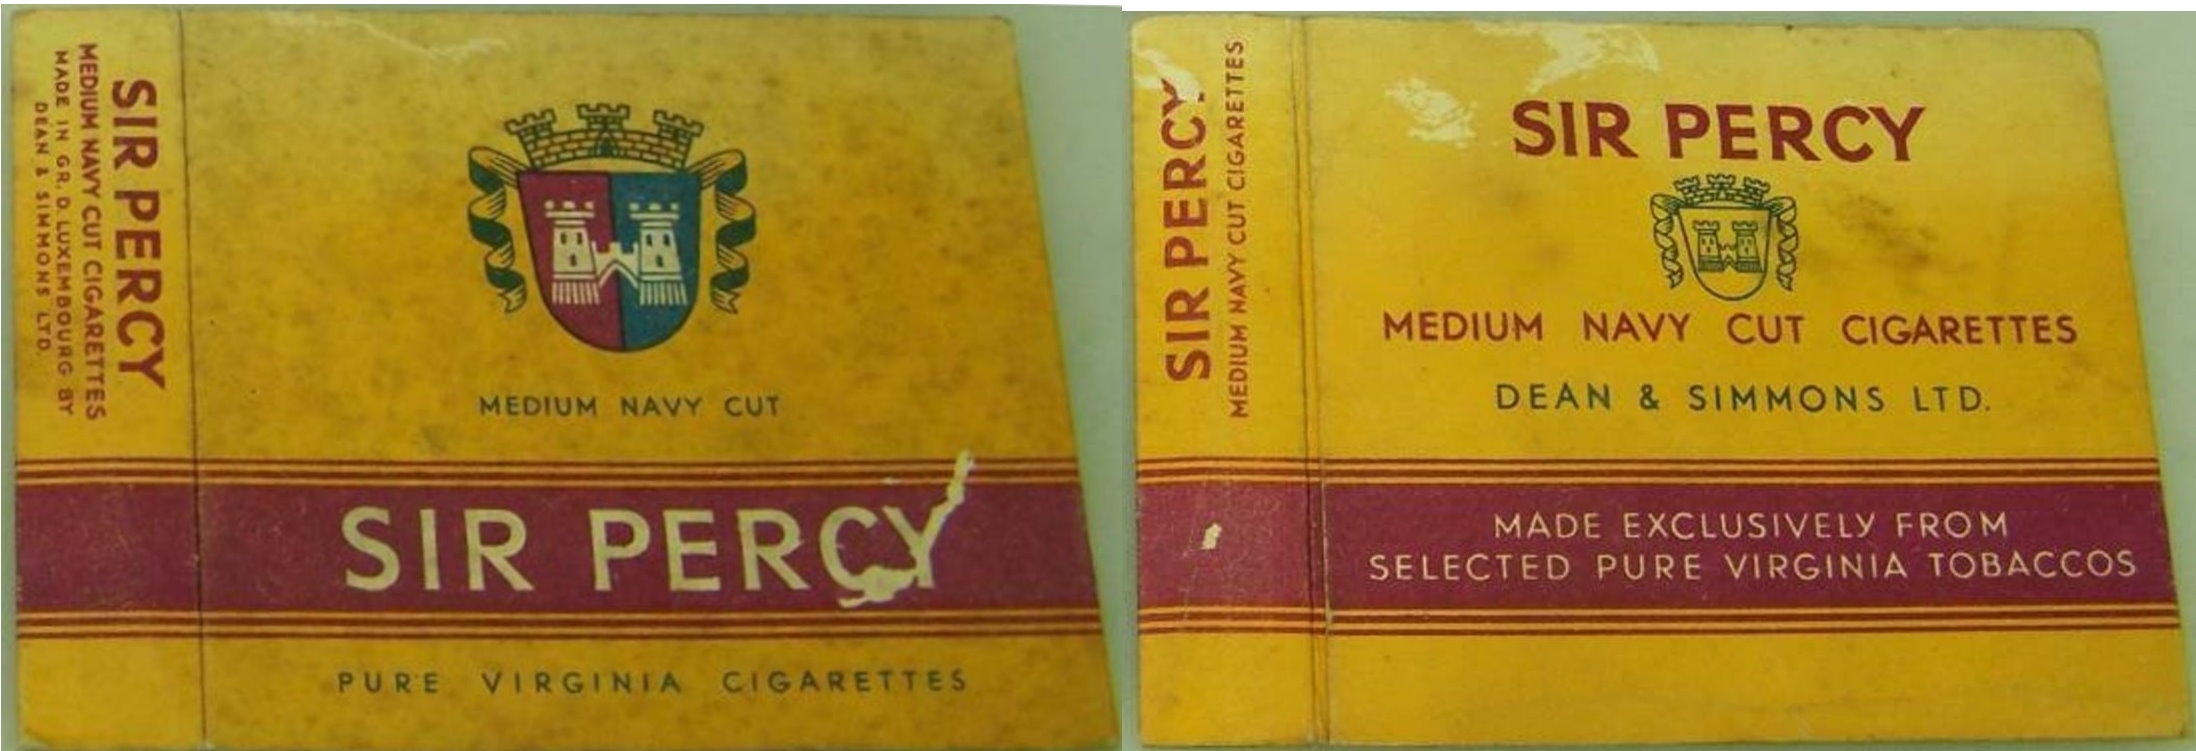 SIR PERCY
MEDIUM NAVY CUT CIGARETTES
MADE IN GR. D. LUXEMBOURG BY
DEAN & SIMMONS LTD.
MEDIUM NAVY CUT
SIR PERCY
PURE VIRGINIA CIGARETTES
SIR PERCY
MEDIUM NAVY CUT CIGARETTES
SIR PERCY
MEDIUM NAVY CUT CIGARETTES
DEAN & SIMMONS LTD.
MADE EXCLUSIVELY FROM
SELECTED PURE VIRGINIA TOBACCOS